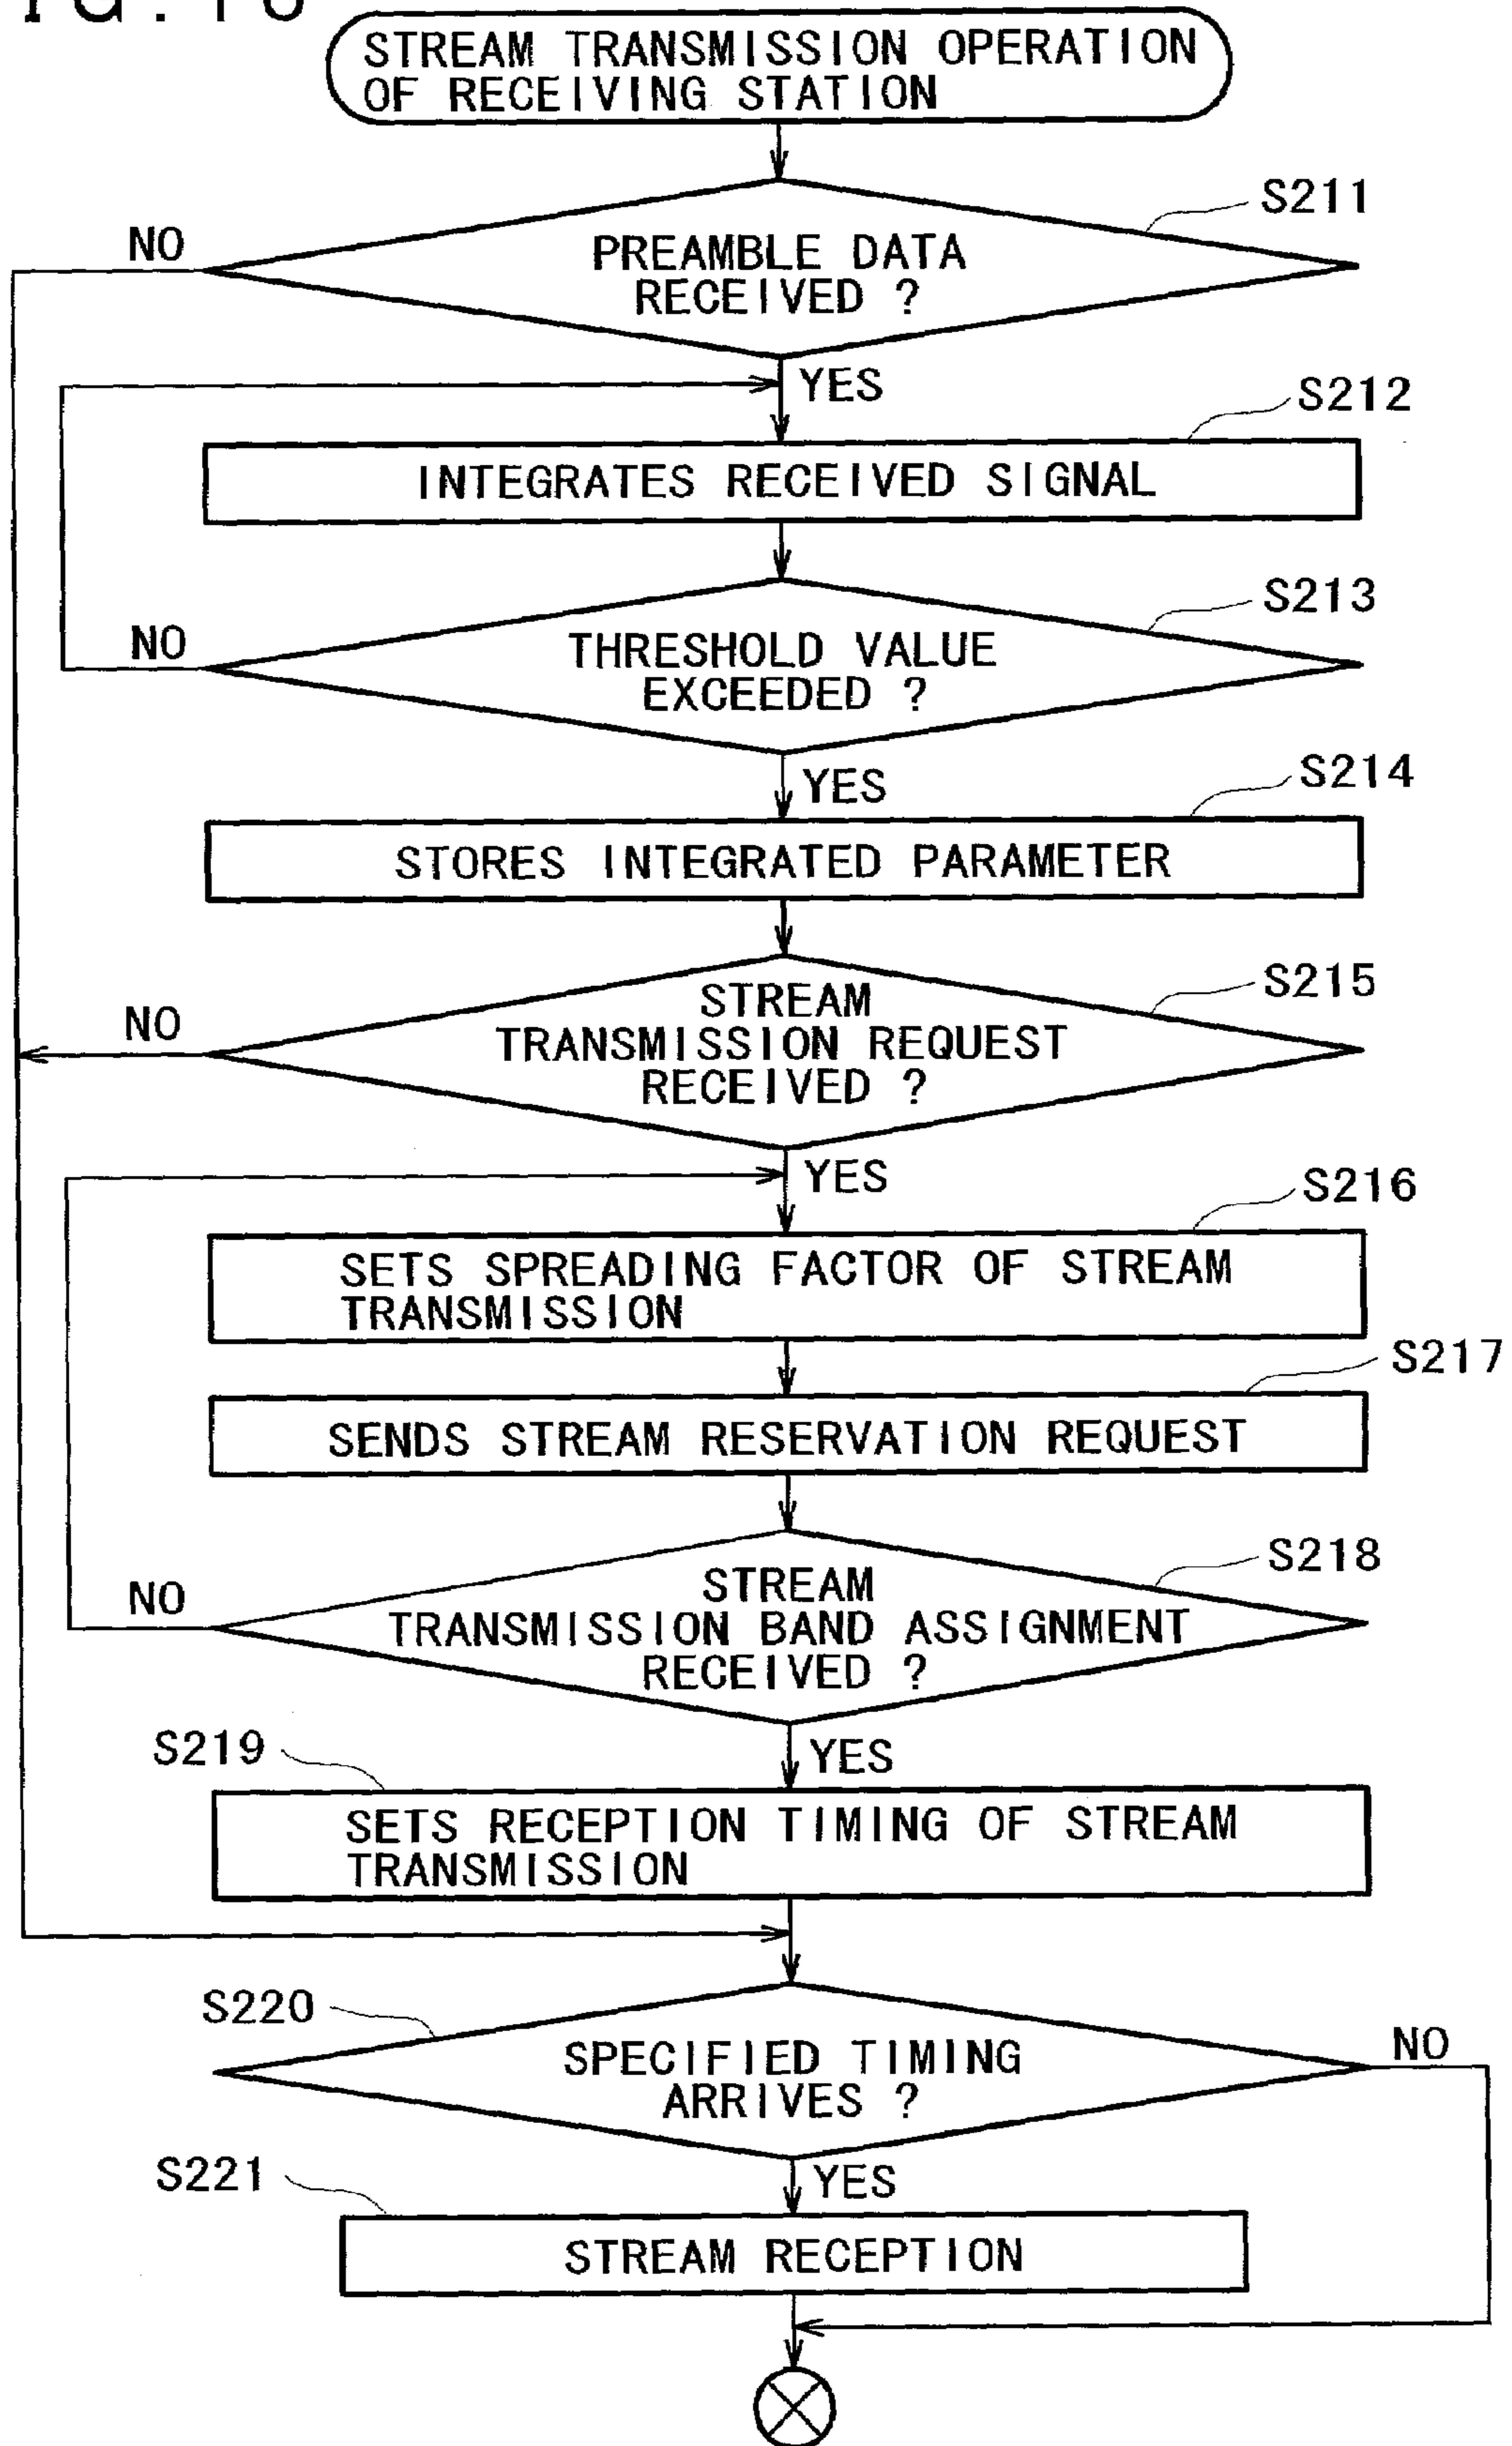 STREAM TRANSMISSION OPERATION
OF RECEIVING STATION
S211
NO
PREAMBLE DATA
RECEIVED ?
YES
S212
INTEGRATES RECEIVED SIGNAL
S213
NO
THRESHOLD VALUE
EXCEEDED ?
YES
S214
STORES INTEGRATED PARAMETER
S215
NO
STREAM
TRANSMISSION REQUEST
RECEIVED ?
YES
S216
SETS SPREADING FACTOR OF STREAM
TRANSMISSION
S217
SENDS STREAM RESERVATION REQUEST
S218
NO
STREAM
TRANSMISSION BAND ASSIGNMENT
RECEIVED ?
YES
S219
SETS RECEPTION TIMING OF STREAM
TRANSMISSION
S220
NO
SPECIFIED TIMING
ARRIVES ?
YES
S221
STREAM RECEPTION